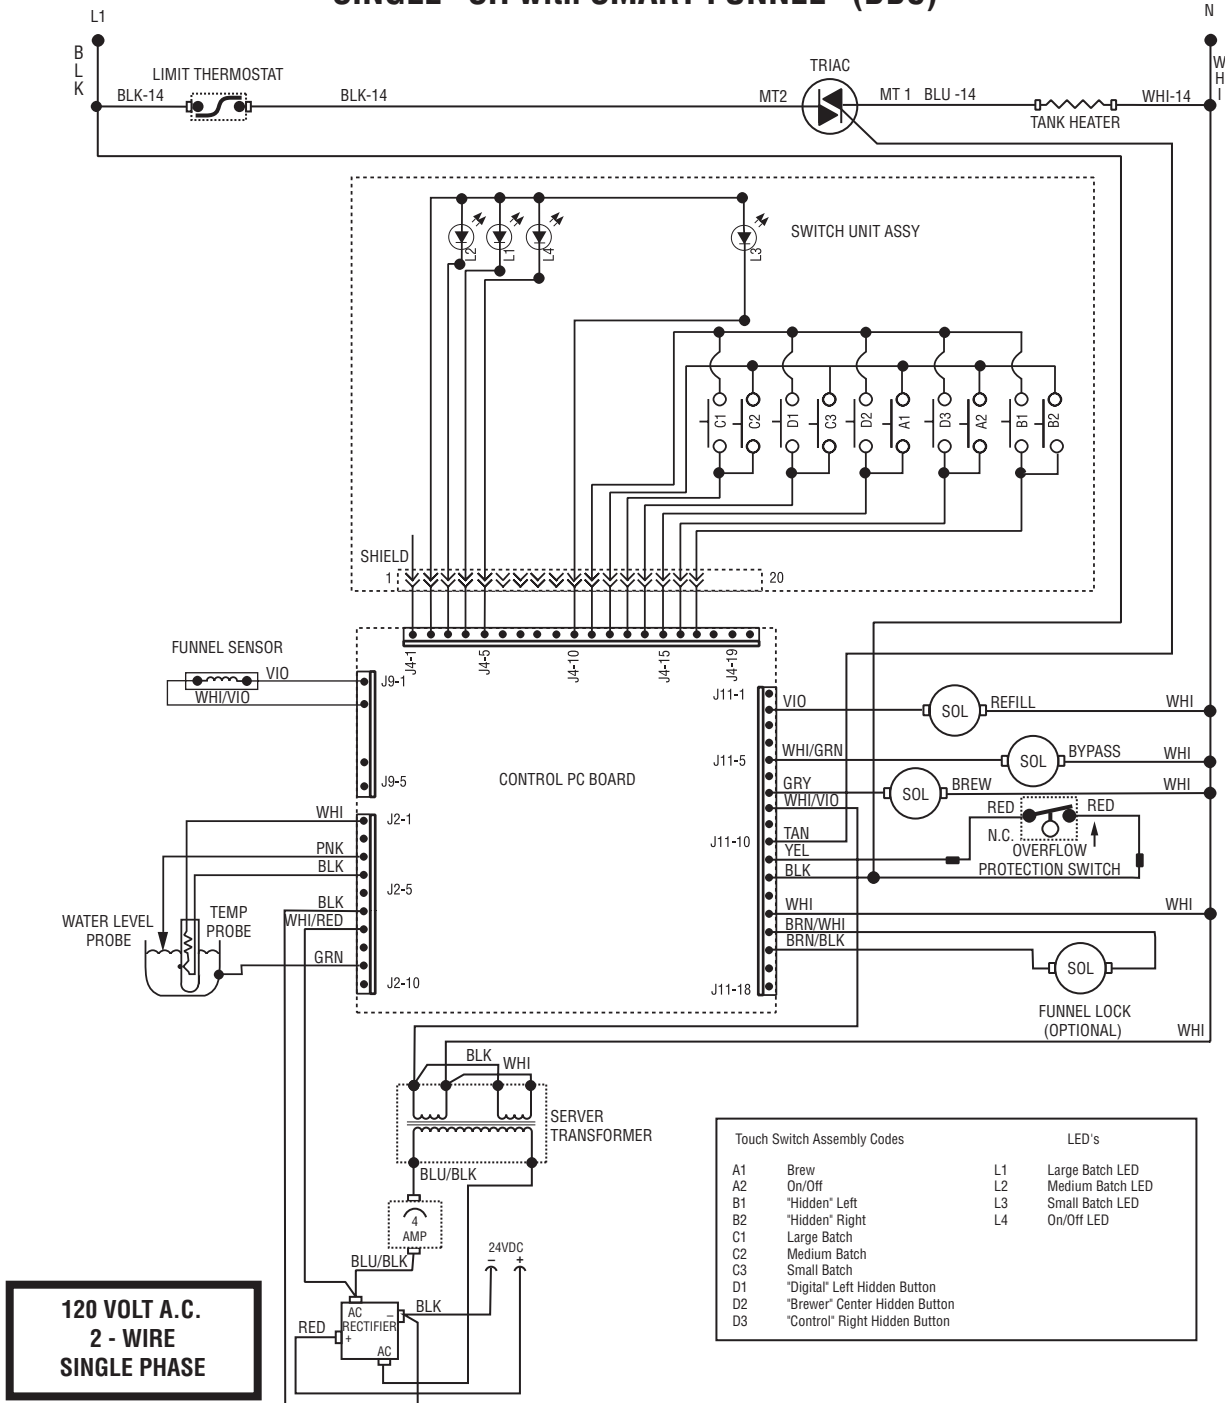 SINGLE - SH with SMART FUNNEL (DBC)
L1
N
B
L
K
W
H
I
LIMIT THERMOSTAT
TRIAC
BLK-14
BLK-14
MT2
MT 1
BLU -14
WHI-14
TANK HEATER
SWITCH UNIT ASSY
L2
L1
L4
L3
C1
C2
D1
C3
D2
A1
D3
A2
B1
B2
SHIELD
1
20
J4-1
J4-5
J4-10
J4-15
J4-19
FUNNEL SENSOR
VIO
WHI/VIO
J9-1
J9-5
CONTROL PC BOARD
J11-1
VIO
SOL
REFILL
WHI
J11-5
WHI/GRN
SOL
BYPASS
WHI
GRY
SOL
BREW
WHI
WHI/VIO
RED
RED
N.C.
OVERFLOW
PROTECTION SWITCH
J11-10
TAN
YEL
BLK
WHI
WHI
BRN/WHI
BRN/BLK
SOL
J11-18
FUNNEL LOCK
(OPTIONAL)
WHI
WHI
J2-1
PNK
BLK
J2-5
BLK
WHI/RED
GRN
J2-10
WATER LEVEL
PROBE
TEMP
PROBE
BLK
WHI
SERVER
TRANSFORMER
BLU/BLK
4
AMP
BLU/BLK
24VDC
- +
BLK
AC
-
RECTIFIER
+
AC
RED
120 VOLT A.C.
2 - WIRE
SINGLE PHASE
Touch Switch Assembly Codes
A1 Brew
A2 On/Off
B1 "Hidden" Left
B2 "Hidden" Right
C1 Large Batch
C2 Medium Batch
C3 Small Batch
D1 "Digital" Left Hidden Button
D2 "Brewer" Center Hidden Button
D3 "Control" Right Hidden Button
LED's
L1 Large Batch LED
L2 Medium Batch LED
L3 Small Batch LED
L4 On/Off LED